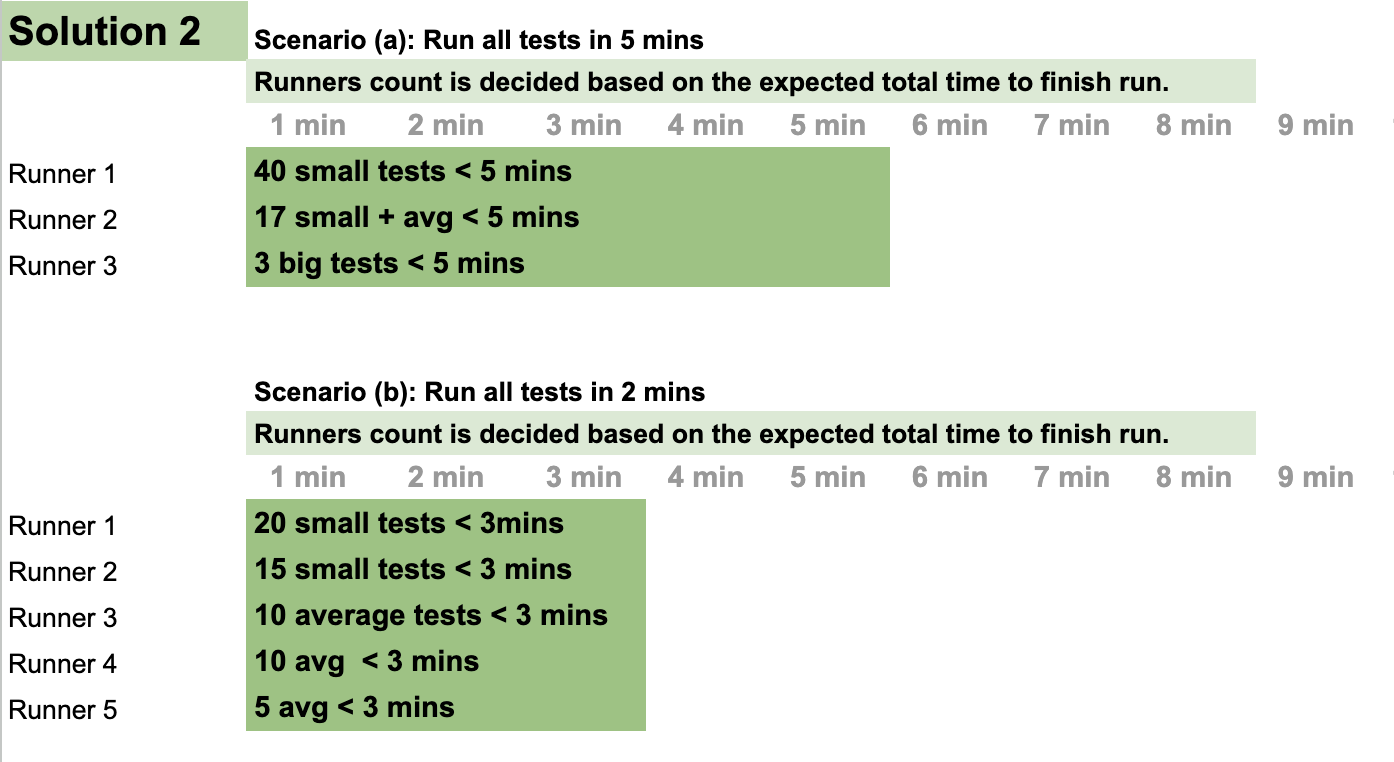 Solution 2
Scenario (a): Run all tests in 5 mins
Runners count is decided based on the expected total time to finish run.
1 min 2 min 3 min 4 min 5 min 6 min 7 min 8 min 9 min
Runner 1 40 small tests < 5 mins
Runner 2 17 small + avg < 5 mins
Runner 3 3 big tests < 5 mins
Scenario (b): Run all tests in 2 mins
Runners count is decided based on the expected total time to finish run.
1 min 2 min 3 min 4 min 5 min 6 min 7 min 8 min 9 min
Runner 1 20 small tests < 3mins
Runner 2 15 small tests < 3 mins
Runner 3 10 average tests < 3 mins
Runner 4 10 avg  < 3 mins
Runner 5 5 avg < 3 mins